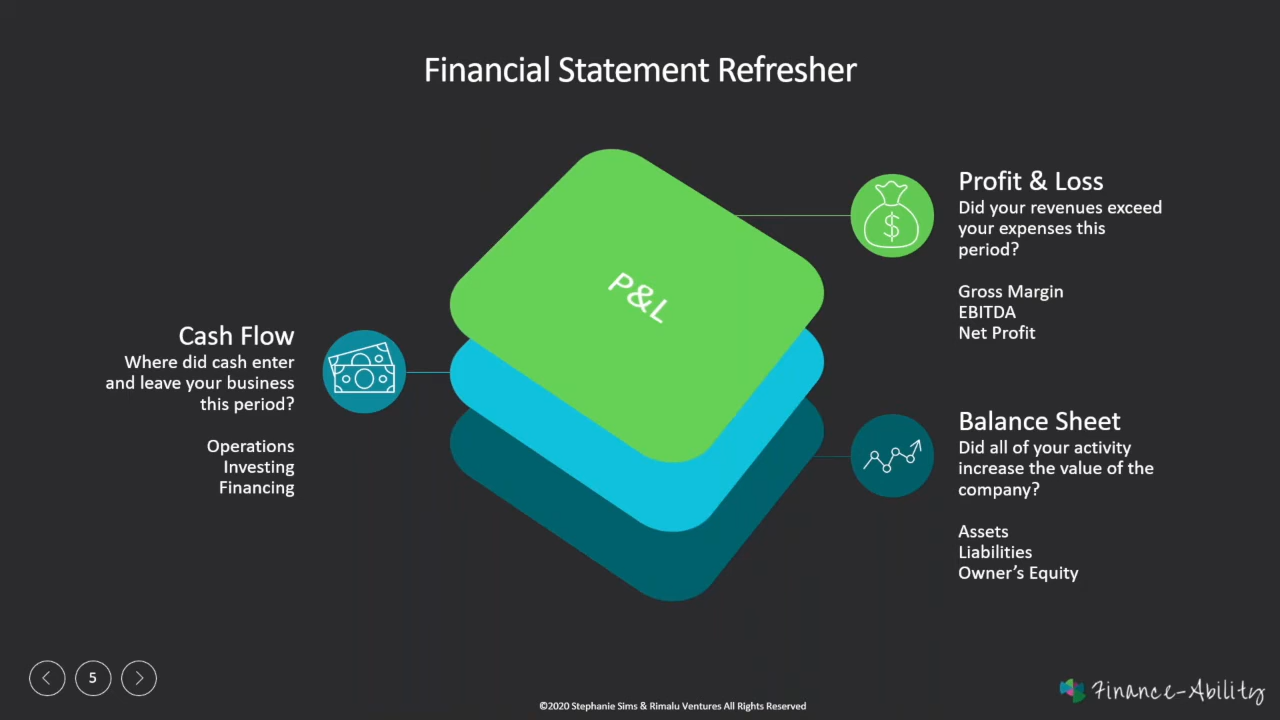 Financial Statement Refresher
P&L
Profit & Loss
Did your revenues exceed
your expenses this
period?
Gross Margin
EBITDA
Net Profit
Cash Flow
Where did cash enter
and leave your business
this period?
Operations
Investing
Financing
$
Balance Sheet
Did all of your activity
increase the value of the
company?
Assets
Liabilities
Owner’s Equity
5
©2020 Stephanie Sims & Rimalu Ventures All Rights Reserved
Finance-Ability